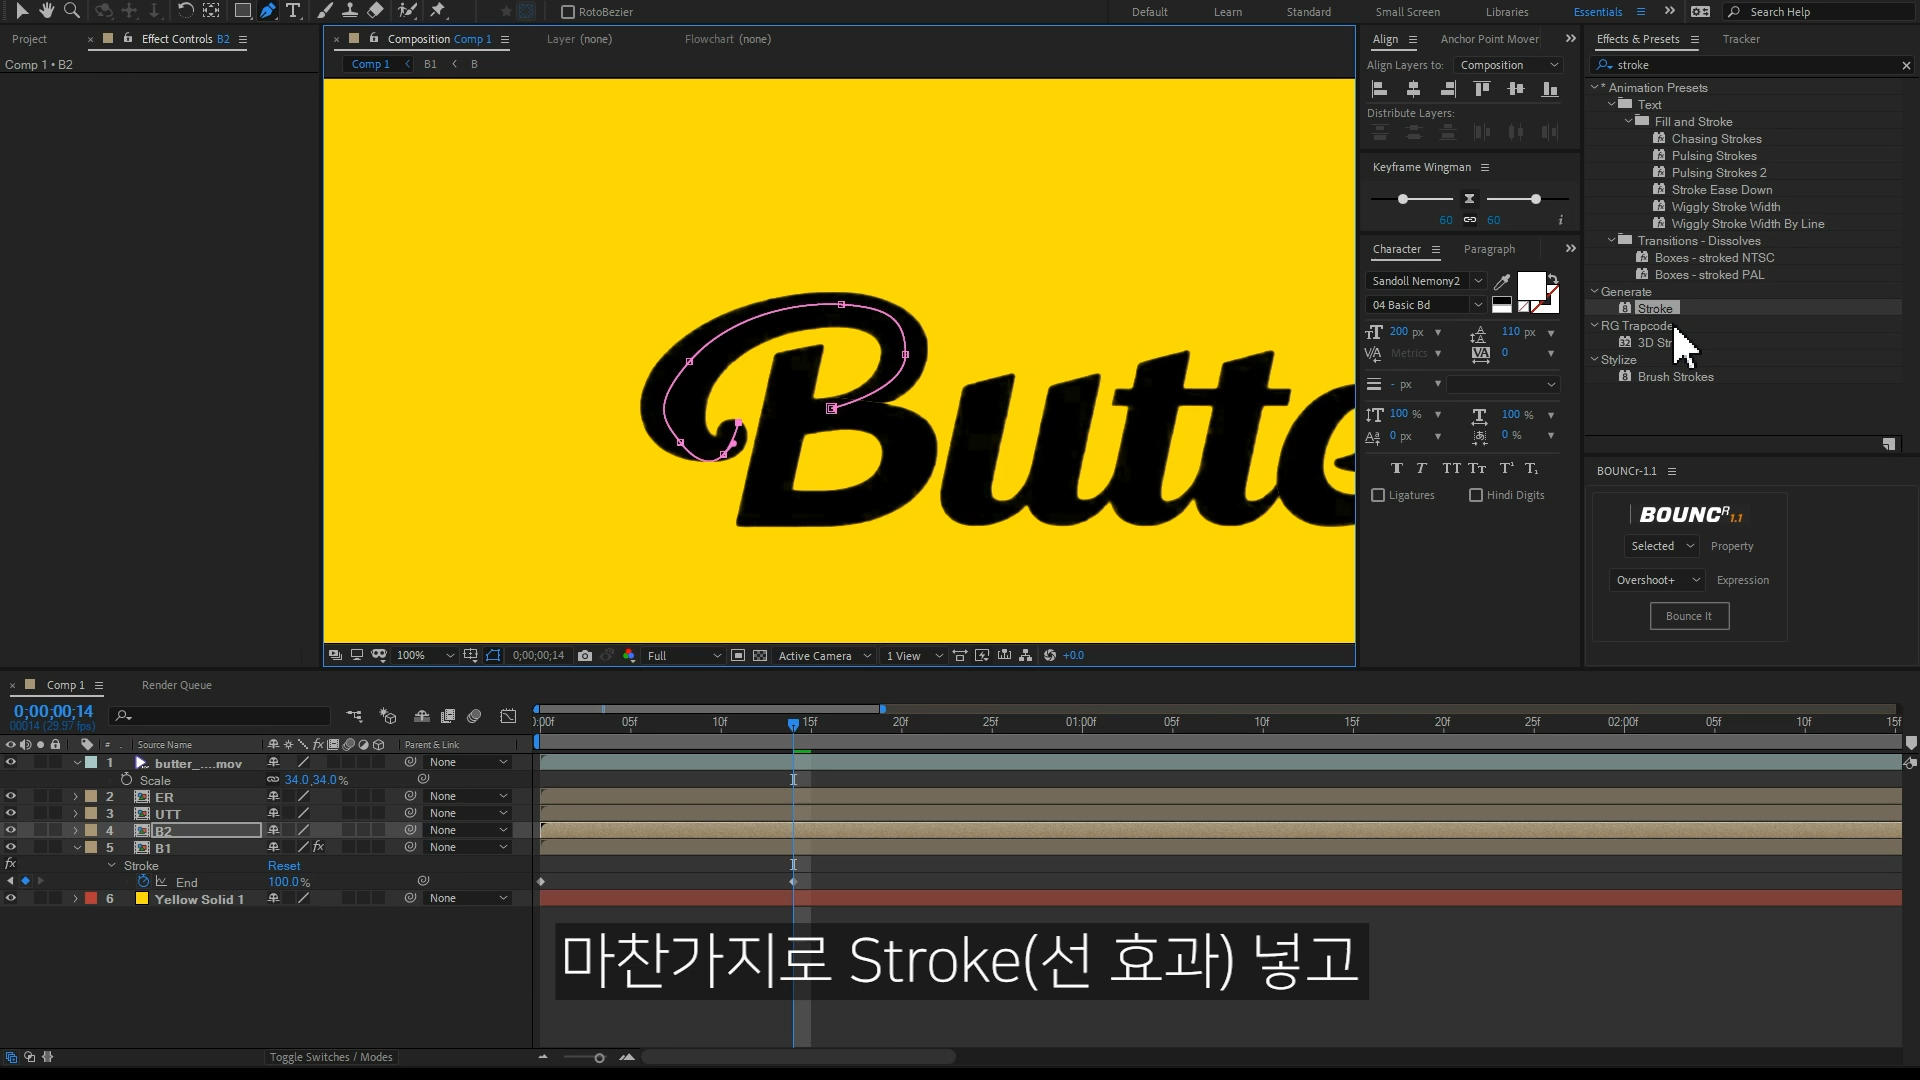 RotoBezier
Default
Learn
Standard
Small Screen
Libraries
Essentials
Search Help
Project
Effect Controls B2
Composition Comp 1
Layer (none)
Flowchart (none)
Align
Anchor Point Mover
Effects & Presets
Tracker
Comp 1 • B2
Comp 1
B1
B
Align Layers to:
Composition
stroke
Distribute Layers:
* Animation Presets
Text
Fill and Stroke
Chasing Strokes
Pulsing Strokes
Pulsing Strokes 2
Stroke Ease Down
Wiggly Stroke Width
Wiggly Stroke Width By Line
Transitions - Dissolves
Boxes - stroked NTSC
Boxes - stroked PAL
Generate
Stroke
RG Trapcode
3D Str
Stylize
Brush Strokes
Keyframe Wingman
60
60
Character
Paragraph
Sandoll Nemony2
04 Basic Bd
200 px
110 px
Metrics
0
- px
100 %
100 %
0 px
0 %
Ligatures
Hindi Digits
BOUNCr-1.1
BOUNCR 1.1
Selected
Property
Overshoot+
Expression
Bounce It
Butte
100%
0;00;00;14
Full
Active Camera
1 View
+0.0
Comp 1
Render Queue
0;00;00;14
00014 (29.97 fps)
:00f
05f
10f
15f
20f
25f
01:00f
05f
10f
15f
20f
25f
02:00f
05f
10f
15f
#
Source Name
Parent & Link
1 butter_....mov None
Scale 34.0,34.0%
2 ER None
3 UTT None
4 B2 None
5 B1 None
Stroke Reset
End 100.0%
6 Yellow Solid 1 None
마찬가지로 Stroke(선 효과) 넣고
Toggle Switches / Modes